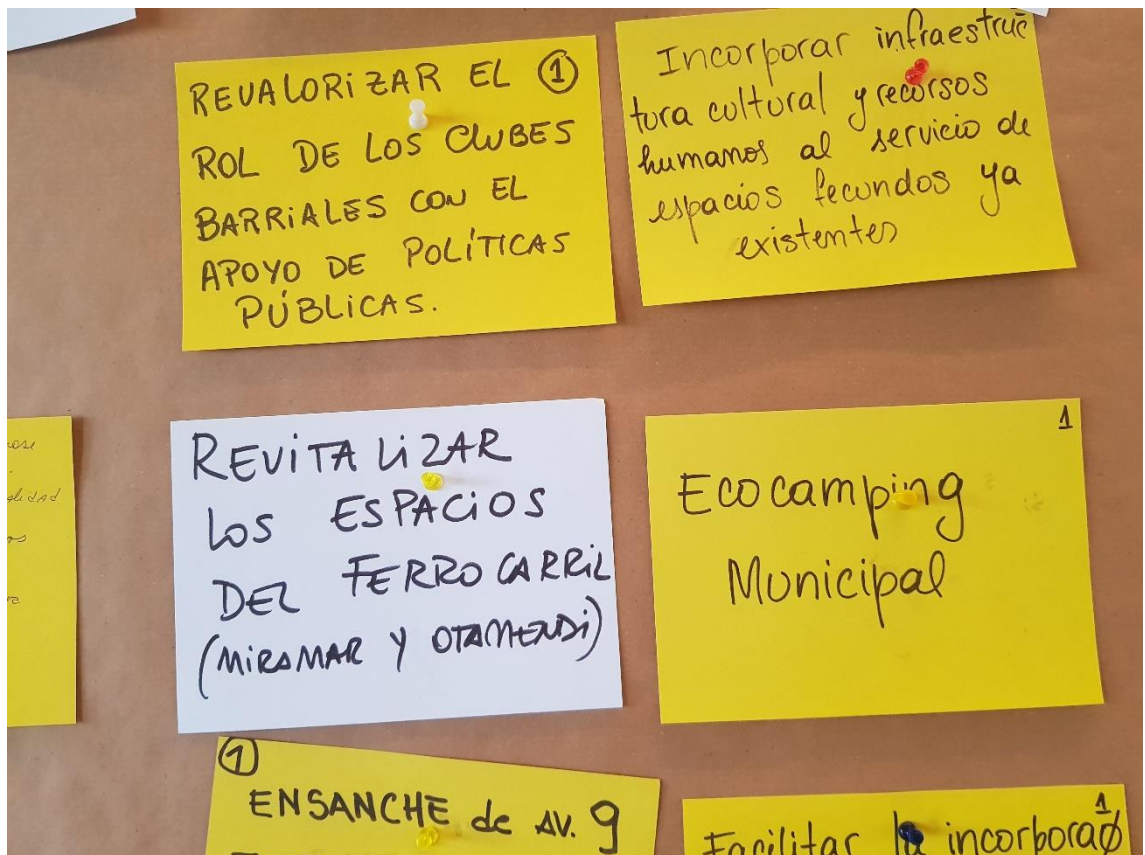 REVALORIZAR EL ①
ROL DE LOS CLUBES
BARRIALES CON EL
APOYO DE POLÍTICAS
PÚBLICAS.
Incorporar infraestruc
tura cultural y recursos
humanos al servicio de
espacios fecundos ya
existentes
REVITALIZAR
LOS ESPACIOS
DEL FERROCARRIL
(MIRAMAR Y OTAMENDI)
1
Ecocamping
Municipal
①
ENSANCHE de AV. 9
1
Facilitar la